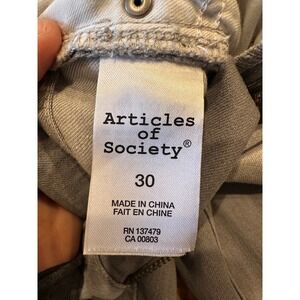 Articles
of
Society®
30
MADE IN CHINA
FAIT EN CHINE
RN 137479
CA 00803